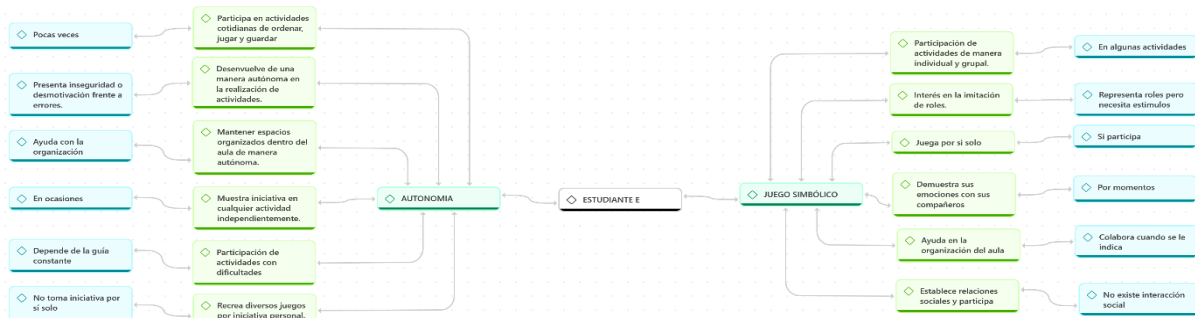 Pocas veces
Participa en actividades
cotidianas de ordenar,
jugar y guardar
Presenta inseguridad o
desmotivación frente a
errores.
Desenvuelve de una
manera autónoma en
la realización de
actividades.
Ayuda con la
organización
Mantener espacios
organizados dentro del
aula de manera
autónoma.
En ocasiones
Muestra iniciativa en
cualquier actividad
independientemente.
Depende de la guía
constante
Participación de
actividades con
dificultades
No toma iniciativa por
si solo
Recrea diversos juegos
por iniciativa personal.
AUTONOMIA
ESTUDIANTE E
JUEGO SIMBÓLICO
Participación de
actividades de manera
individual y grupal.
En algunas actividades
Interés en la imitación
de roles.
Representa roles pero
necesita estimulos
Juega por si solo
Si participa
Demuestra sus
emociones con sus
compañeros
Por momentos
Ayuda en la
organización del aula
Colabora cuando se le
indica
Establece relaciones
sociales y participa
No existe interacción
social